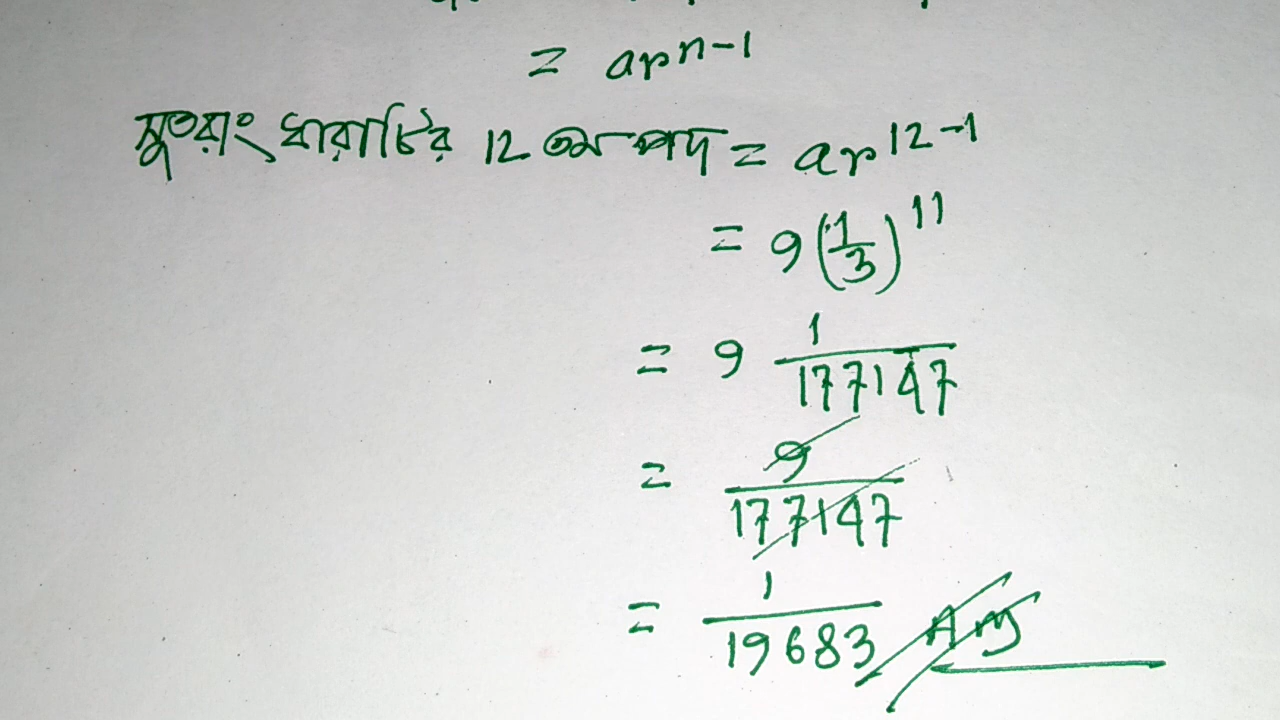 = arⁿ⁻¹
সুতরাং ধারাটির 12 তম পদ = ar¹²⁻¹
= 9(1/3)¹¹
= 9 1/177147
= 9/177147
= 1/19683 Ans